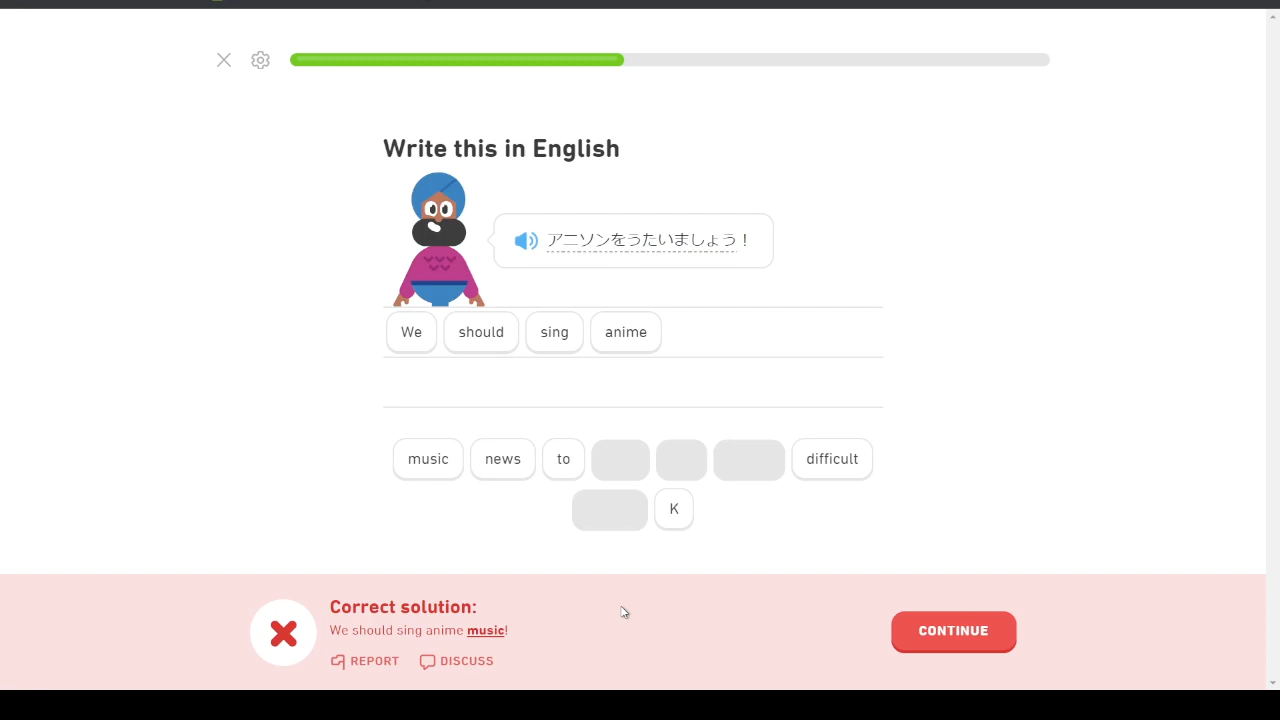 Write this in English
アニソンをうたいましょう！
We should sing anime
music news to difficult
K
Correct solution:
We should sing anime music!
REPORT DISCUSS
CONTINUE